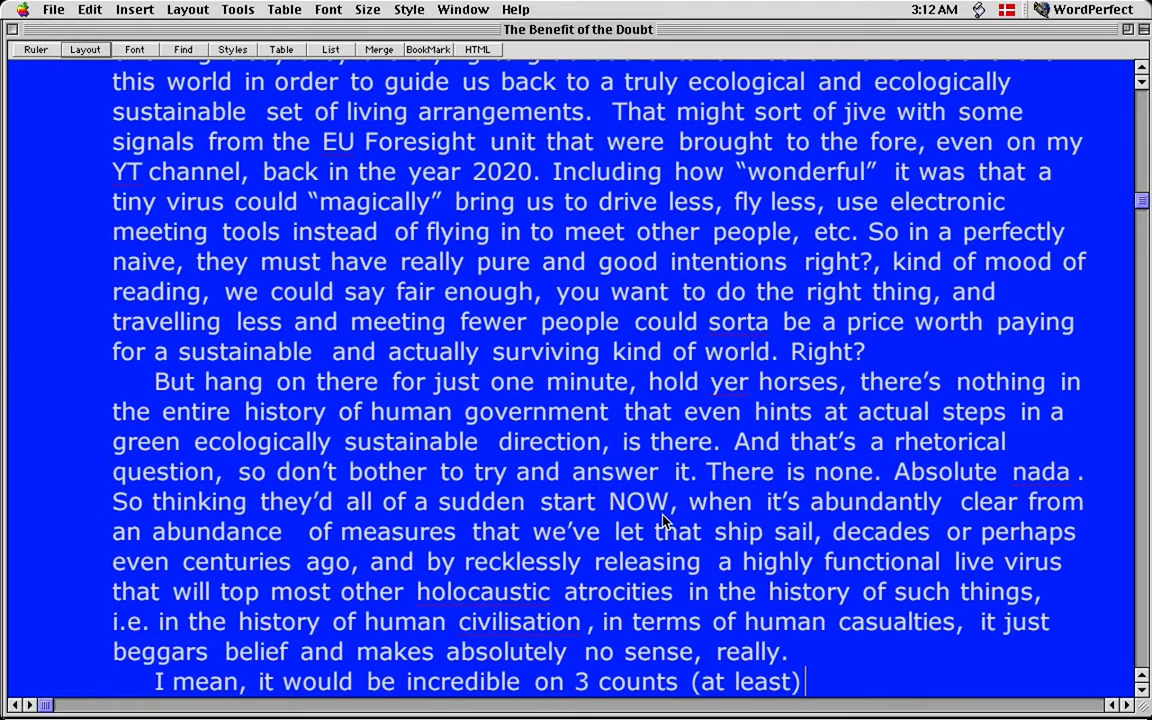 File Edit Insert Layout Tools Table Font Size Style Window Help 3:12 AM WordPerfect
The Benefit of the Doubt
Ruler Layout Font Find Styles Table List Merge BookMark HTML
this world in order to guide us back to a truly ecological and ecologically
sustainable set of living arrangements. That might sort of jive with some
signals from the EU Foresight unit that were brought to the fore, even on my
YT channel, back in the year 2020. Including how “wonderful” it was that a
tiny virus could “magically” bring us to drive less, fly less, use electronic
meeting tools instead of flying in to meet other people, etc. So in a perfectly
naive, they must have really pure and good intentions right?, kind of mood of
reading, we could say fair enough, you want to do the right thing, and
travelling less and meeting fewer people could sorta be a price worth paying
for a sustainable and actually surviving kind of world. Right?
But hang on there for just one minute, hold yer horses, there’s nothing in
the entire history of human government that even hints at actual steps in a
green ecologically sustainable direction, is there. And that’s a rhetorical
question, so don’t bother to try and answer it. There is none. Absolute nada.
So thinking they’d all of a sudden start NOW, when it’s abundantly clear from
an abundance of measures that we’ve let that ship sail, decades or perhaps
even centuries ago, and by recklessly releasing a highly functional live virus
that will top most other holocaustic atrocities in the history of such things,
i.e. in the history of human civilisation, in terms of human casualties, it just
beggars belief and makes absolutely no sense, really.
I mean, it would be incredible on 3 counts (at least)